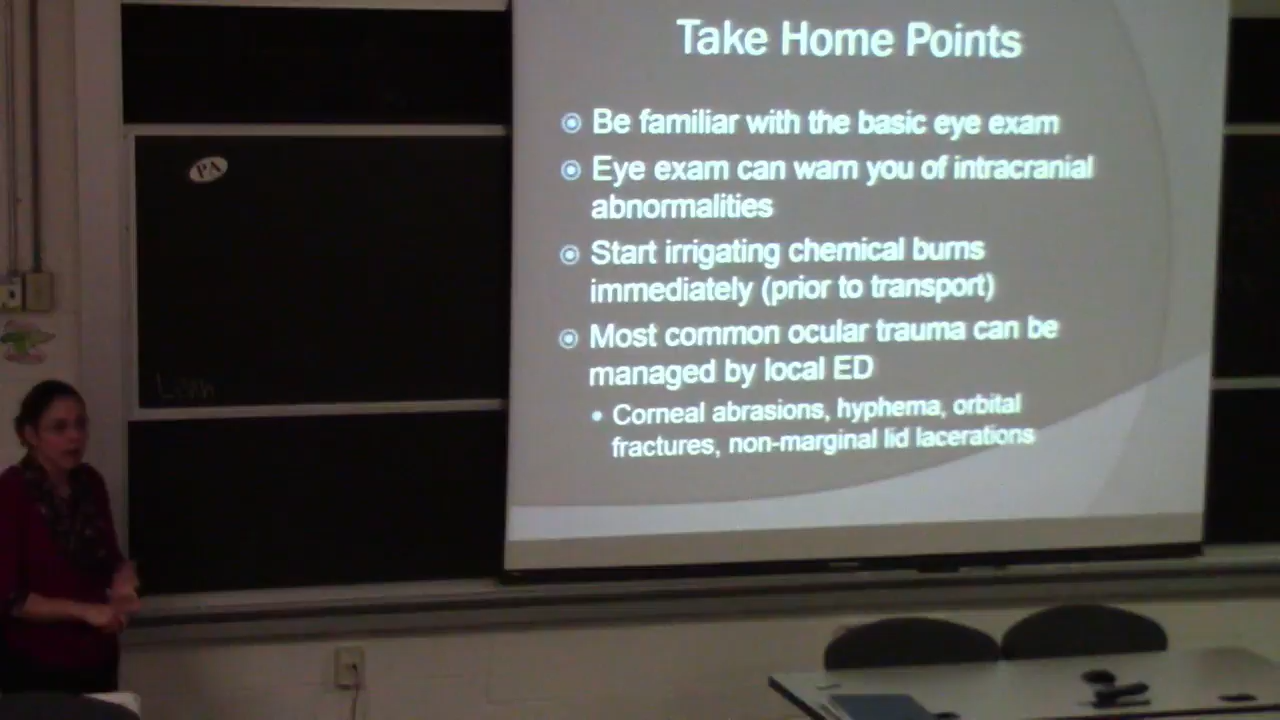 Take Home Points
Be familiar with the basic eye exam
Eye exam can warn you of intracranial
abnormalities
Start irrigating chemical burns
immediately (prior to transport)
Most common ocular trauma can be
managed by local ED
Corneal abrasions, hyphema, orbital
fractures, non-marginal lid lacerations
PA